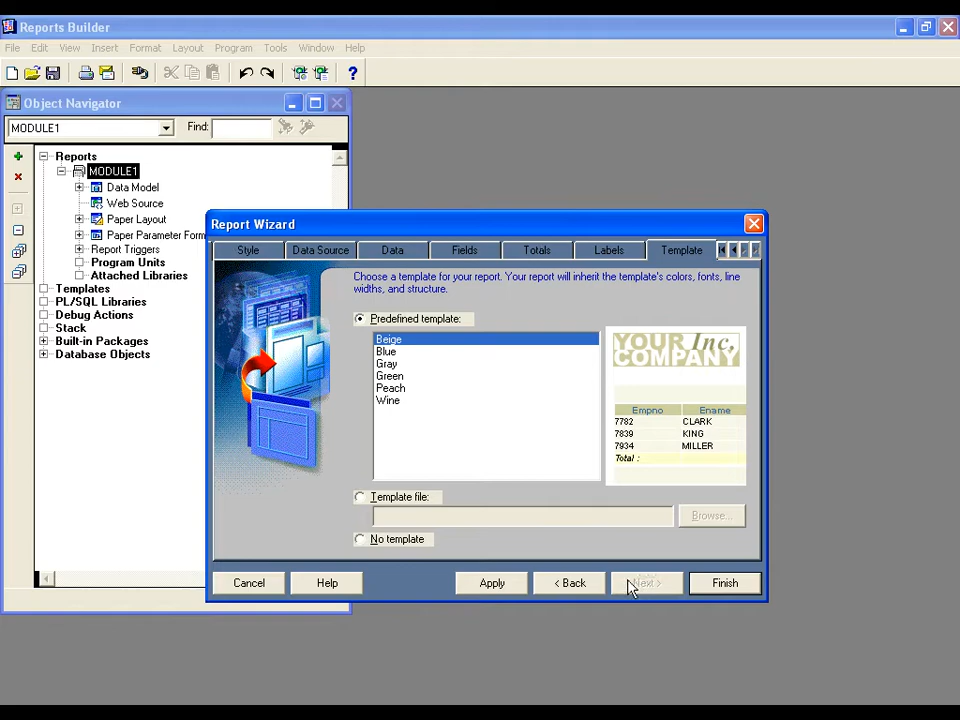 Reports Builder
File Edit View Insert Format Layout Program Tools Window Help
Object Navigator
MODULE1 Find:
Reports
MODULE1
Data Model
Web Source
Paper Layout
Paper Parameter Form
Report Triggers
Program Units
Attached Libraries
Templates
PL/SQL Libraries
Debug Actions
Stack
Built-in Packages
Database Objects
Report Wizard
Style Data Source Data Fields Totals Labels Template
Choose a template for your report. Your report will inherit the template's colors, fonts, line
widths, and structure.
Predefined template:
Beige
Blue
Gray
Green
Peach
Wine
YOUR Inc,
COMPANY
Empno Ename
7782 CLARK
7839 KING
7934 MILLER
Total :
Template file:
Browse...
No template
Cancel Help Apply < Back Next > Finish